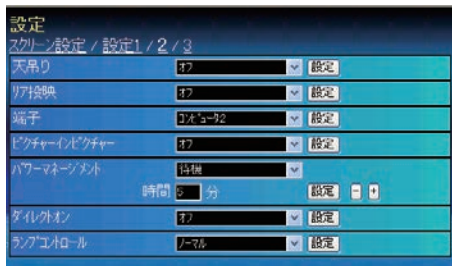 設定
スクリーン設定 / 設定1 / 2 / 3
天吊り オフ 設定
リア投映 オフ 設定
端子 コンピュータ2 設定
ピクチャーインピクチャー オフ 設定
パワーマネージメント 待機
時間 5 分 設定 - +
ダイレクトオン オフ 設定
ランプコントロール ノーマル 設定